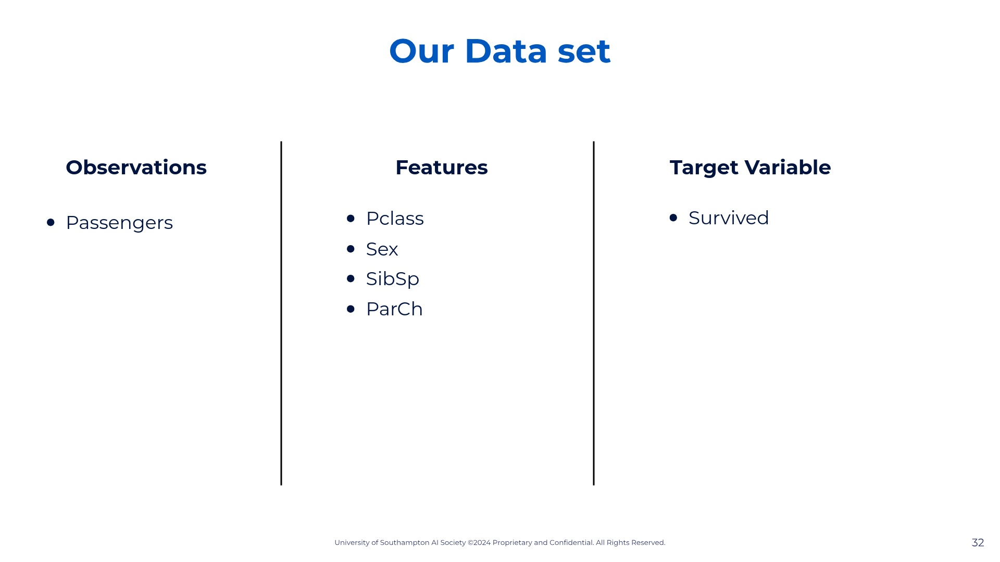 Our Data set
Observations
Passengers
Features
Pclass
Sex
SibSp
ParCh
Target Variable
Survived
University of Southampton AI Society ©2024 Proprietary and Confidential. All Rights Reserved.
32